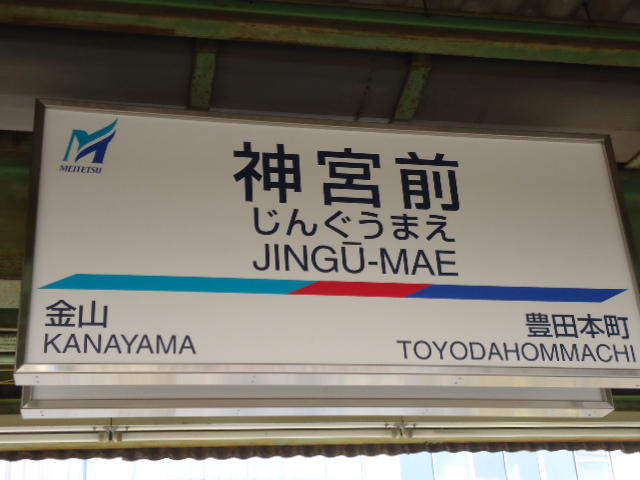 MEITETSU
神宮前
じんぐうまえ
JINGŪ-MAE
金山
KANAYAMA
豊田本町
TOYODAHOMMACHI